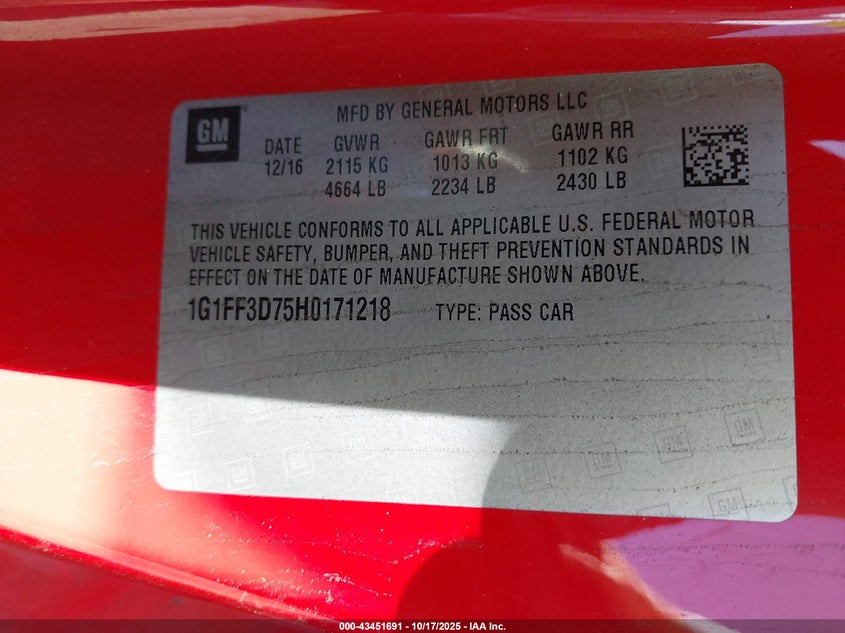 GM
MFD BY GENERAL MOTORS LLC
DATE GVWR GAWR FRT GAWR RR
12/16 2115 KG 1013 KG 1102 KG
4664 LB 2234 LB 2430 LB
THIS VEHICLE CONFORMS TO ALL APPLICABLE U.S. FEDERAL MOTOR
VEHICLE SAFETY, BUMPER, AND THEFT PREVENTION STANDARDS IN
EFFECT ON THE DATE OF MANUFACTURE SHOWN ABOVE.
1G1FF3D75H0171218 TYPE: PASS CAR
000-43451691 - 10/17/2025 - IAA Inc.